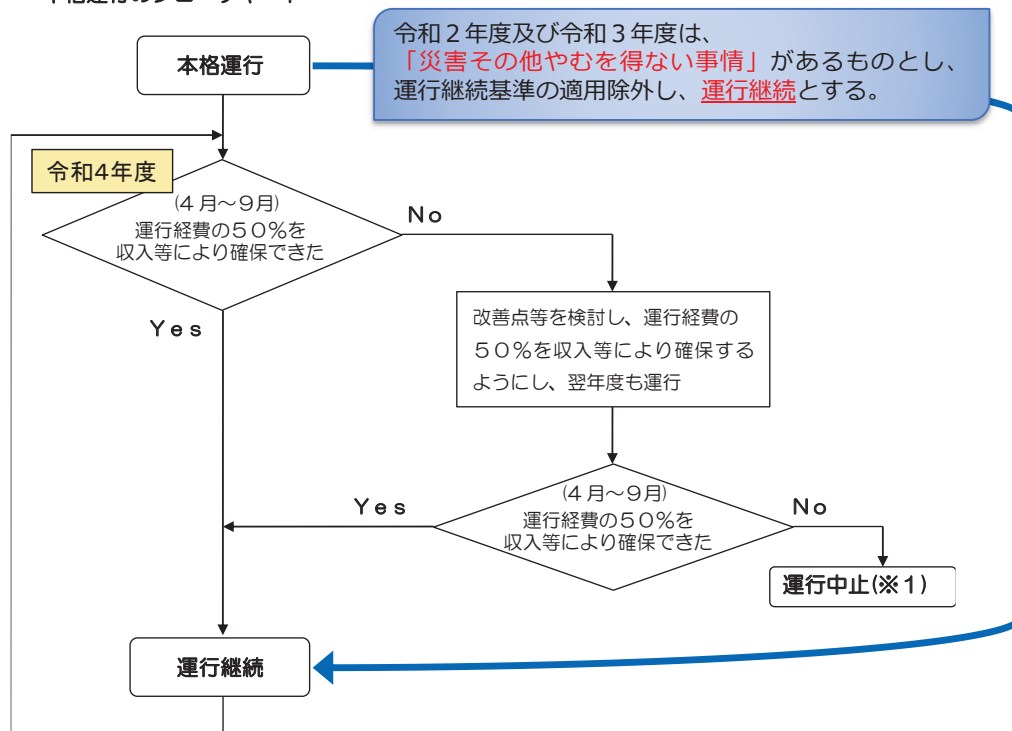 令和２年度及び令和３年度は、
「災害その他やむを得ない事情」があるものとし、
運行継続基準の適用除外し、運行継続とする。
本格運行
令和4年度
(４月～９月)
運行経費の５０％を
収入等により確保できた
Ｎｏ
Ｙｅｓ
改善点等を検討し、運行経費の
５０％を収入等により確保する
ようにし、翌年度も運行
(４月～９月)
運行経費の５０％を
収入等により確保できた
Ｙｅｓ
Ｎｏ
運行中止(※１)
運行継続